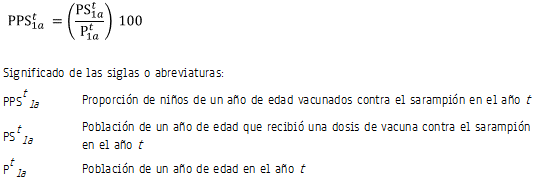 PPS^t_1a = (PS^t_1a / P^t_1a) 100
Significado de las siglas o abreviaturas:
PPS^t_1a Proporción de niños de un año de edad vacunados contra el sarampión en el año t
PS^t_1a Población de un año de edad que recibió una dosis de vacuna contra el sarampión
en el año t
P^t_1a Población de un año de edad en el año t